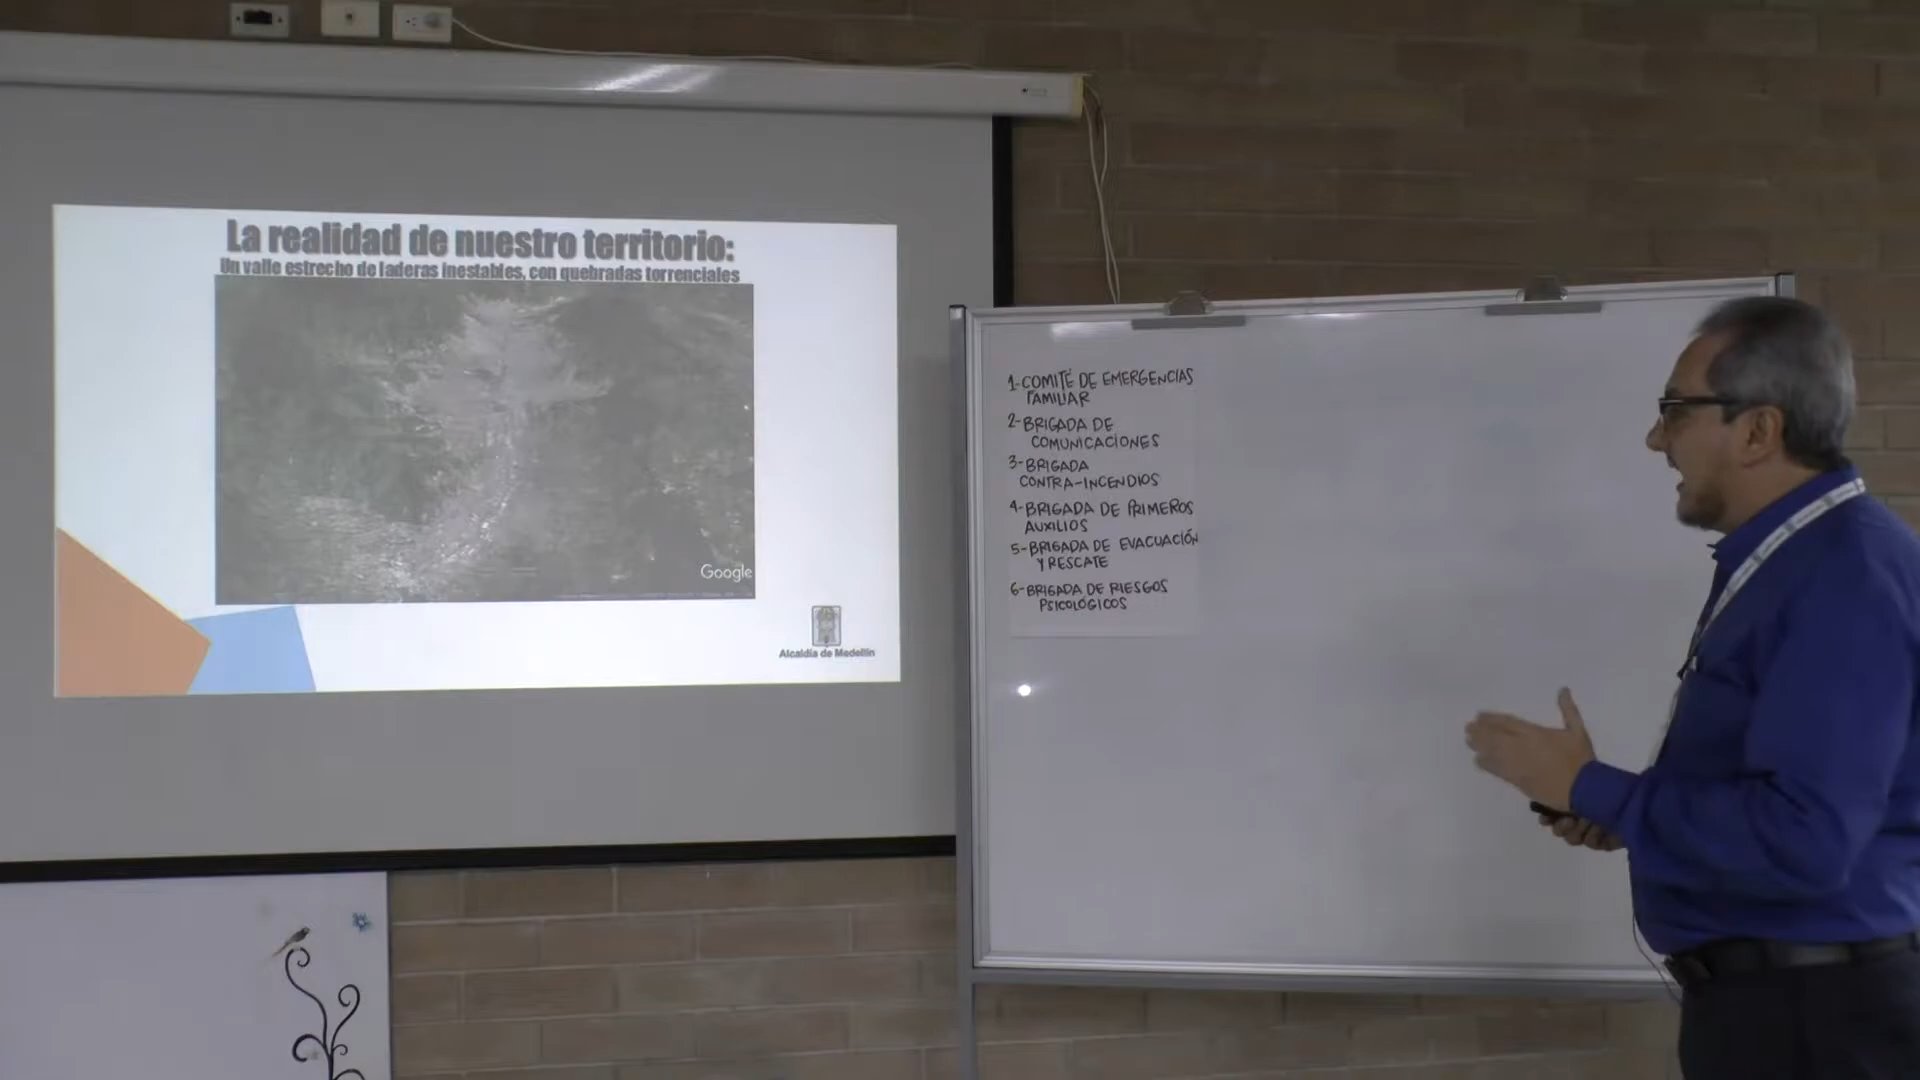 La realidad de nuestro territorio:
Un valle estrecho de laderas inestables, con quebradas torrenciales
Google
Alcaldía de Medellín
1-COMITÉ DE EMERGENCIAS
FAMILIAR
2-BRIGADA DE
COMUNICACIONES
3-BRIGADA
CONTRA-INCENDIOS
4-BRIGADA DE PRIMEROS
AUXILIOS
5-BRIGADA DE EVACUACIÓN
Y RESCATE
6-BRIGADA DE RIESGOS
PSICOLÓGICOS